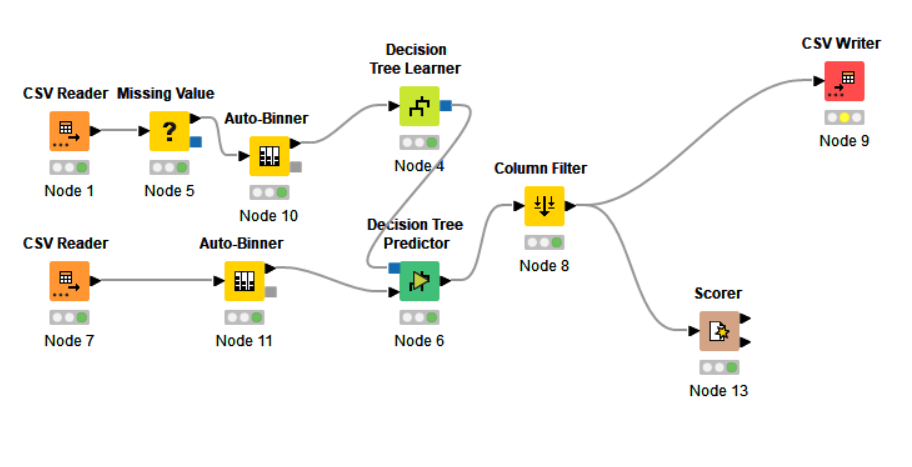 CSV Writer
Node 9
Decision
Tree Learner
Node 4
CSV Reader
Node 1
Missing Value
?
Node 5
Auto-Binner
Node 10
Column Filter
Node 8
CSV Reader
Node 7
Auto-Binner
Node 11
Decision Tree
Predictor
Node 6
Scorer
Node 13